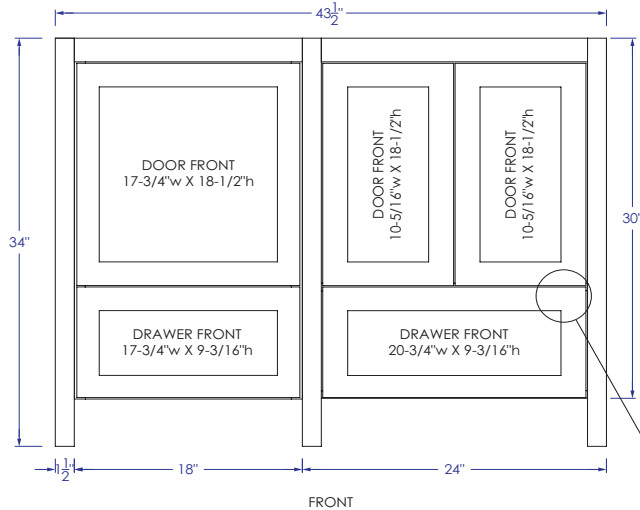 43 1/2"
34"
30"
DOOR FRONT
17-3/4"w X 18-1/2"h
DOOR FRONT
10-5/16"w X 18-1/2"h
DOOR FRONT
10-5/16"w X 18-1/2"h
DRAWER FRONT
17-3/4"w X 9-3/16"h
DRAWER FRONT
20-3/4"w X 9-3/16"h
1 1/2"
18"
24"
FRONT